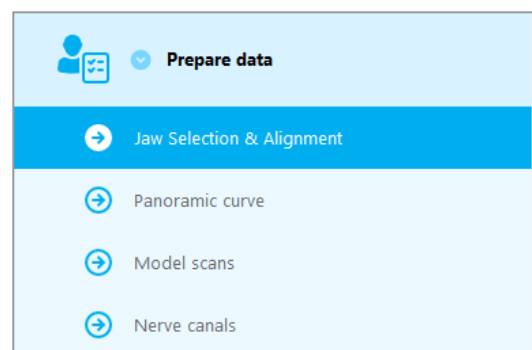 Prepare data
Jaw Selection & Alignment
Panoramic curve
Model scans
Nerve canals